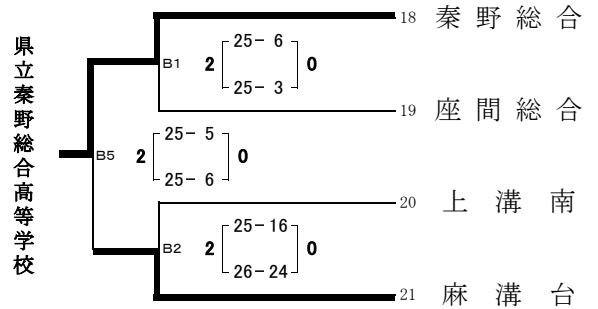 県立秦野総合高等学校
18 秦野総合
B1 2 25－ 6 0
25－ 3
19 座間総合
B5 2 25－ 5 0
25－ 6
20 上溝南
B2 2 25－16 0
26－24
21 麻溝台